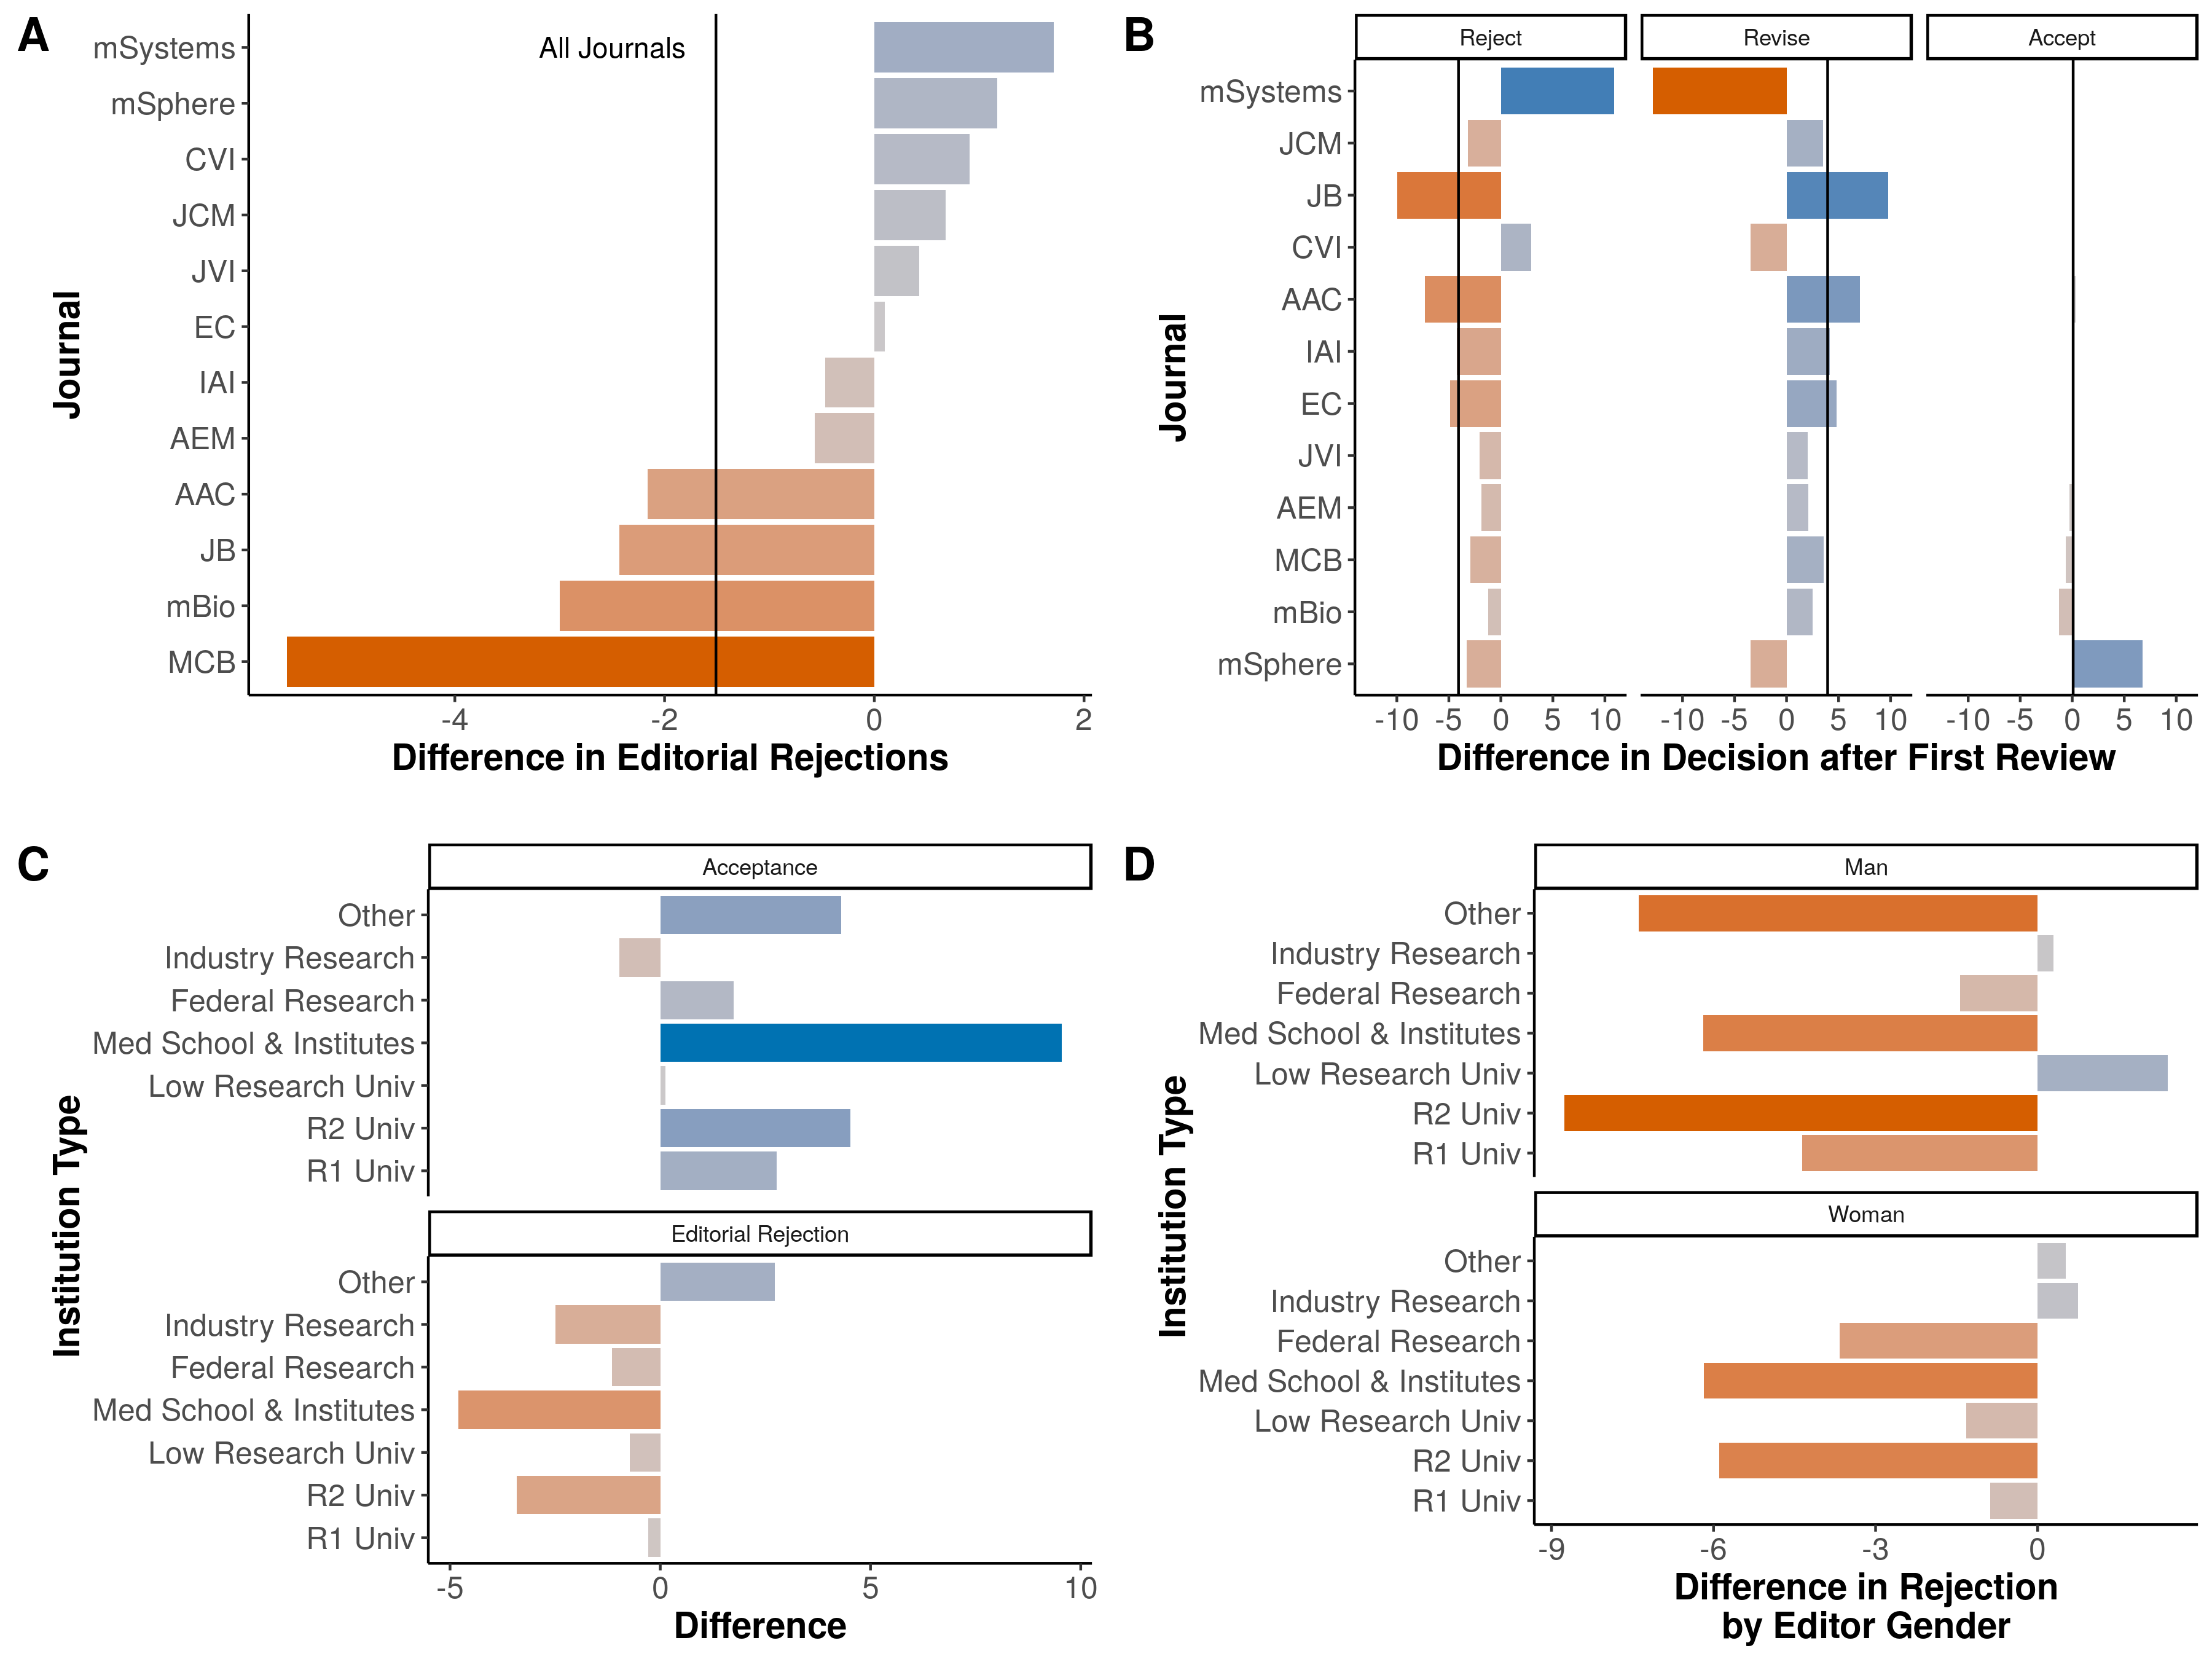 A
All Journals
mSystems
mSphere
CVI
JCM
JVI
EC
IAI
AEM
AAC
JB
mBio
MCB
Journal
-4 -2 0 2
Difference in Editorial Rejections
B
Reject Revise Accept
mSystems
JCM
JB
CVI
AAC
IAI
EC
JVI
AEM
MCB
mBio
mSphere
Journal
-10 -5 0 5 10 -10 -5 0 5 10 -10 -5 0 5 10
Difference in Decision after First Review
C
Acceptance
Other
Industry Research
Federal Research
Med School & Institutes
Low Research Univ
R2 Univ
R1 Univ
Institution Type
Editorial Rejection
Other
Industry Research
Federal Research
Med School & Institutes
Low Research Univ
R2 Univ
R1 Univ
-5 0 5 10
Difference
D
Man
Other
Industry Research
Federal Research
Med School & Institutes
Low Research Univ
R2 Univ
R1 Univ
Institution Type
Woman
Other
Industry Research
Federal Research
Med School & Institutes
Low Research Univ
R2 Univ
R1 Univ
-9 -6 -3 0
Difference in Rejection
by Editor Gender